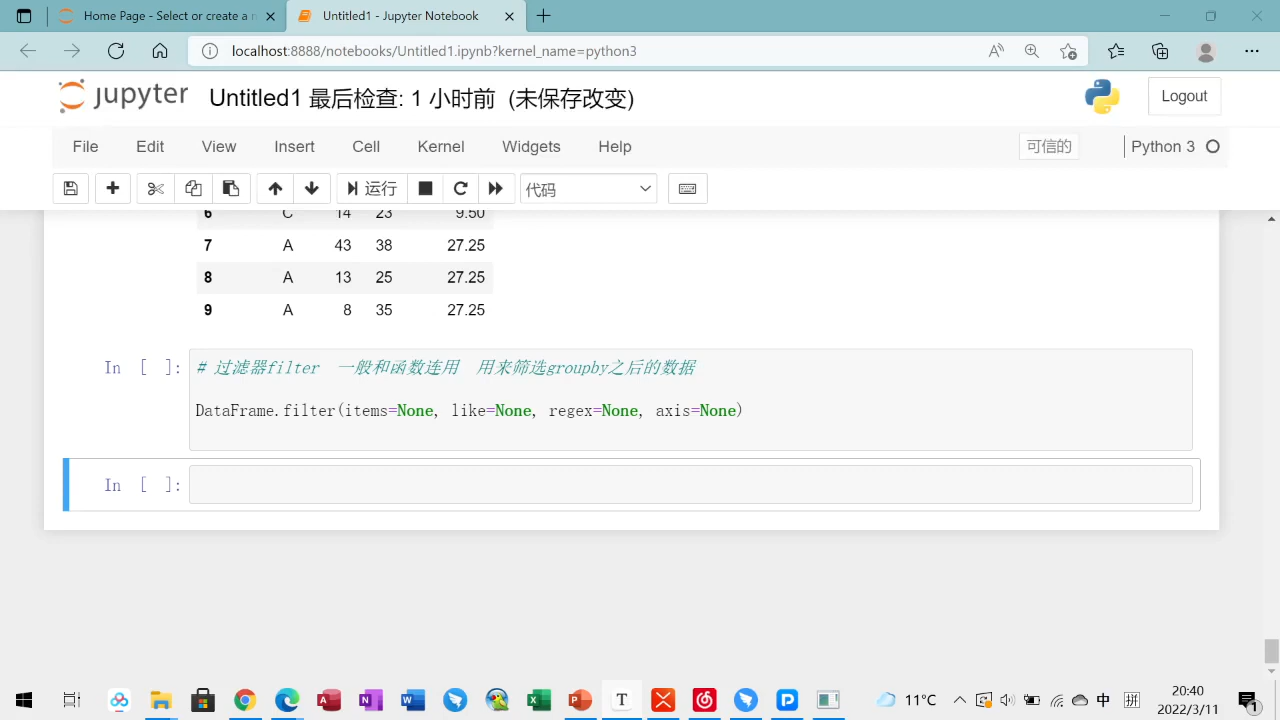 Home Page - Select or create a n
Untitled1 - Jupyter Notebook
localhost:8888/notebooks/Untitled1.ipynb?kernel_name=python3
jupyter Untitled1 最后检查: 1 小时前 (未保存改变)
Logout
File Edit View Insert Cell Kernel Widgets Help 可信的 Python 3
运行 代码
6 C 14 23 9.50
7 A 43 38 27.25
8 A 13 25 27.25
9 A 8 35 27.25
In [ ]: # 过滤器filter 一般和函数连用 用来筛选groupby之后的数据
DataFrame.filter(items=None, like=None, regex=None, axis=None)
In [ ]:
11°C 中 拼 20:40
2022/3/11
1